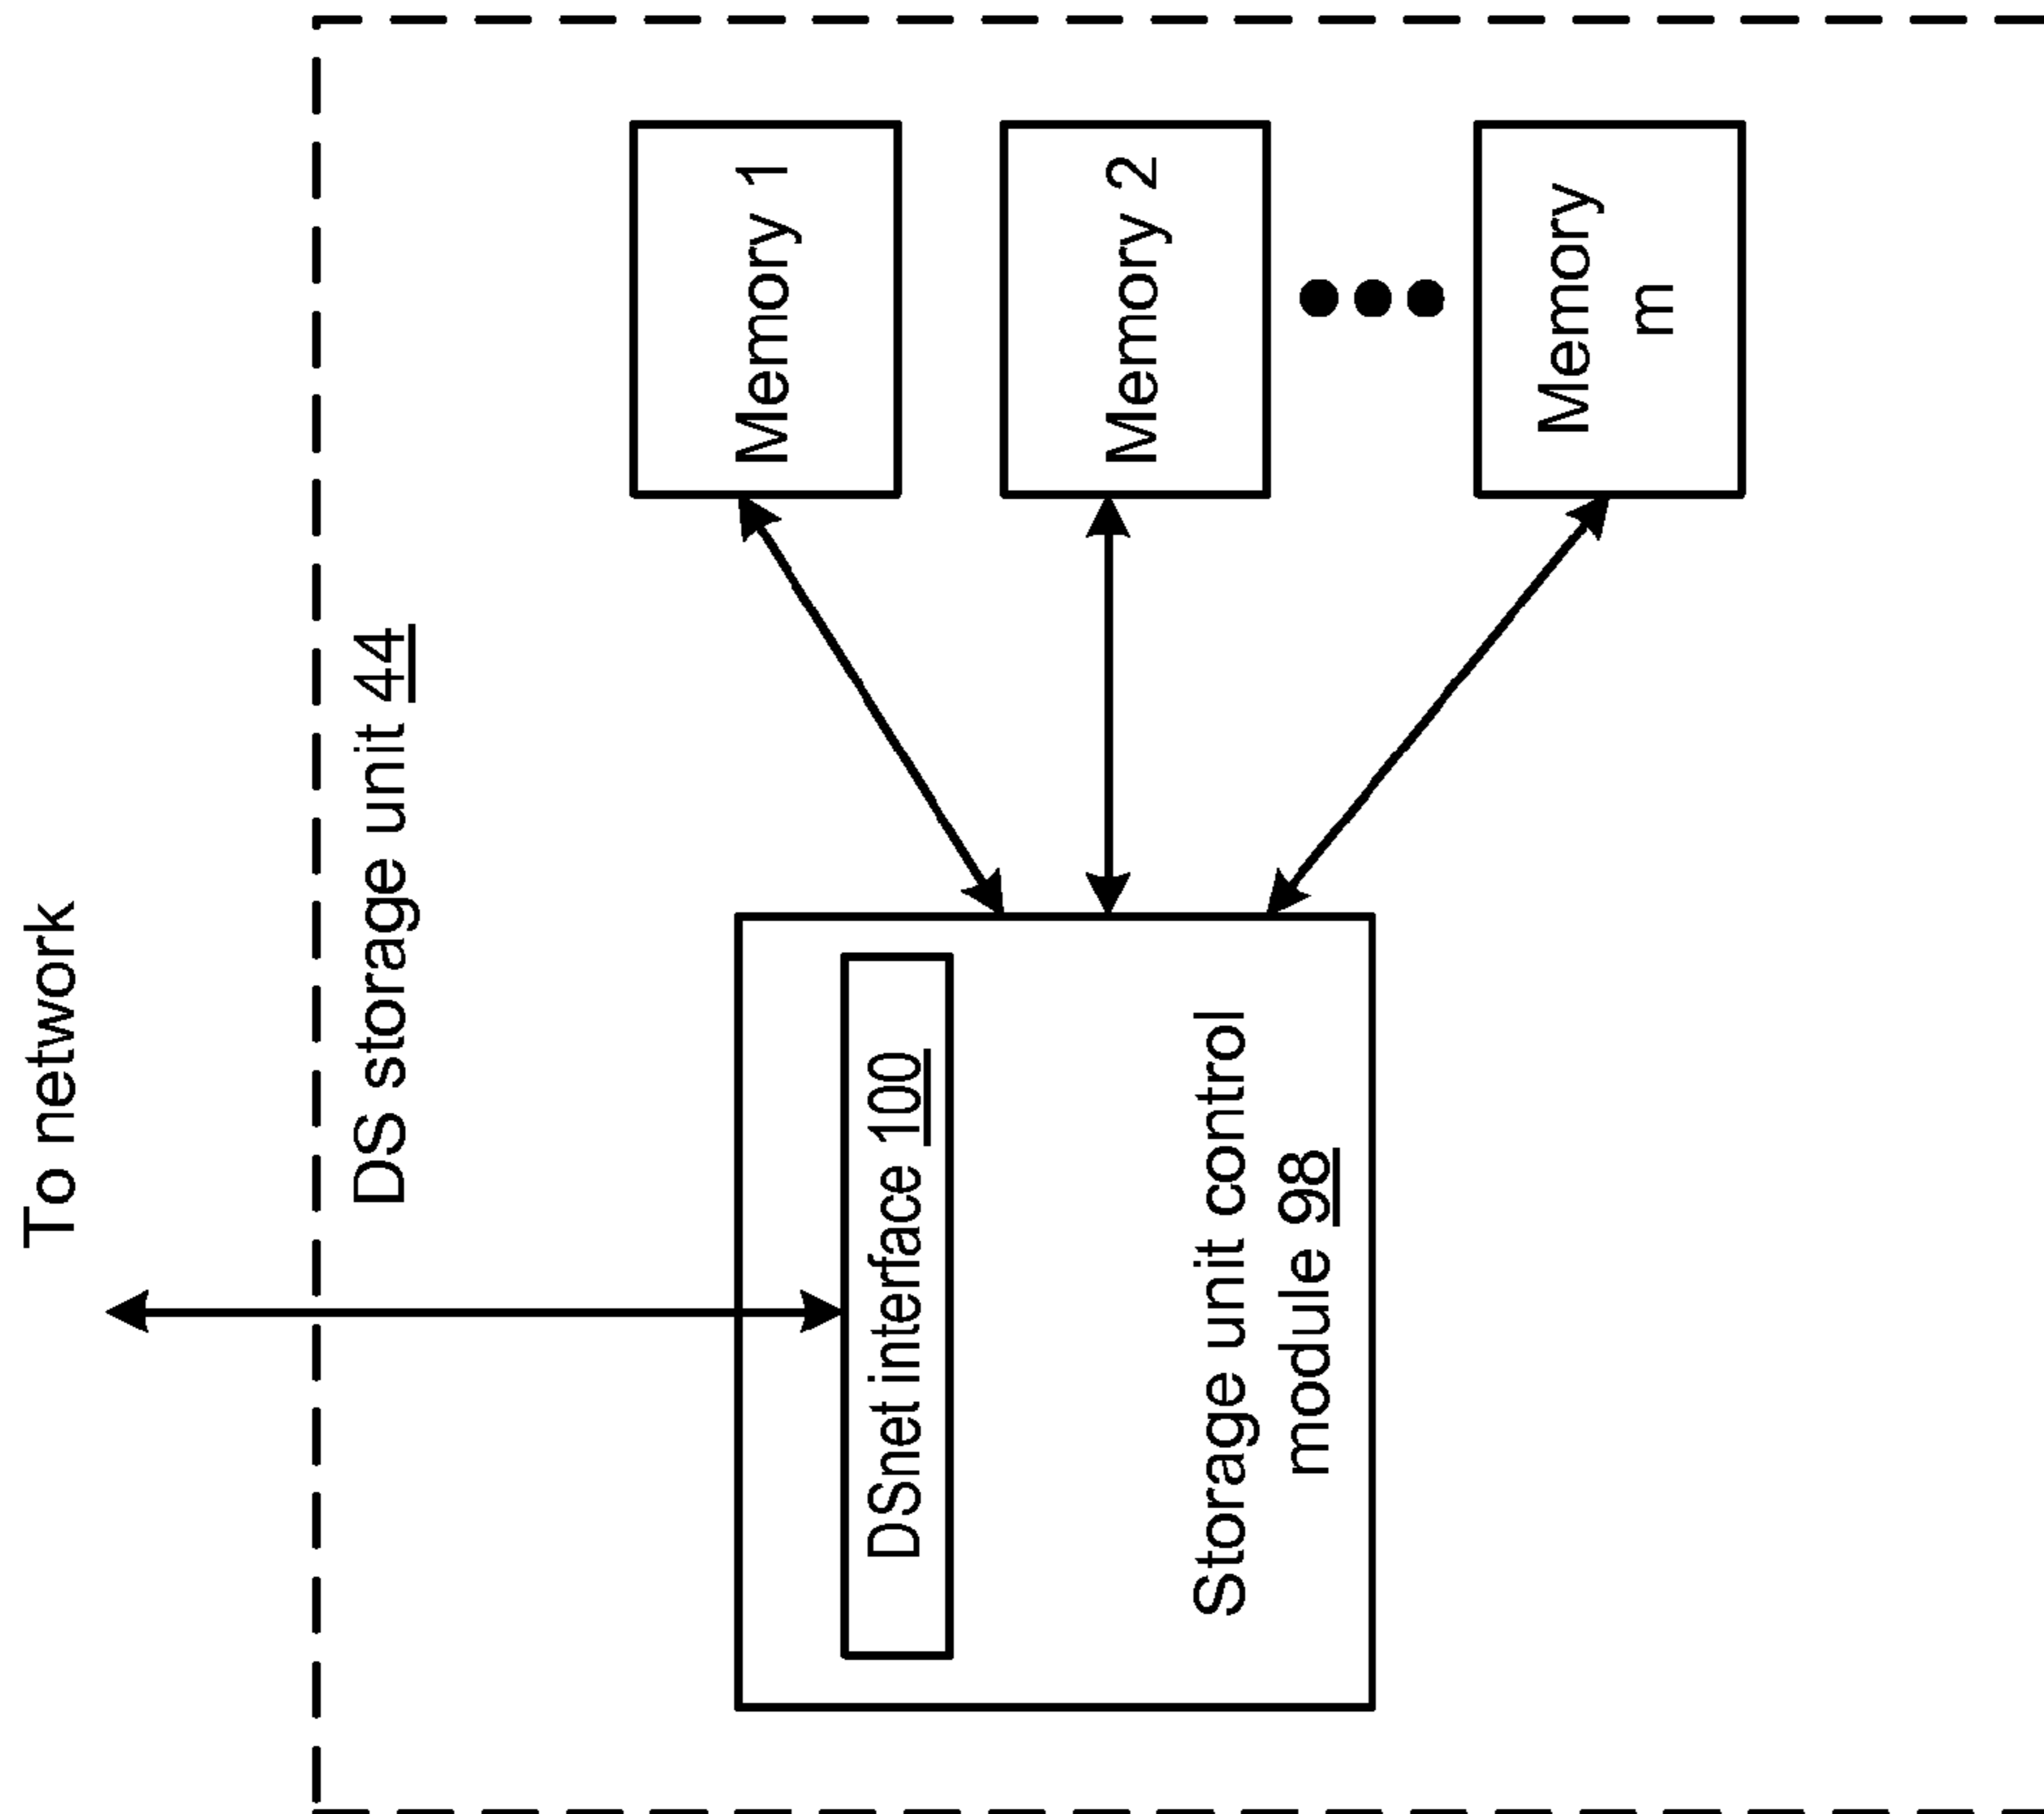 To network
DS storage unit 44
DSnet interface 100
Storage unit control
module 98
Memory 1
Memory 2
Memory
m